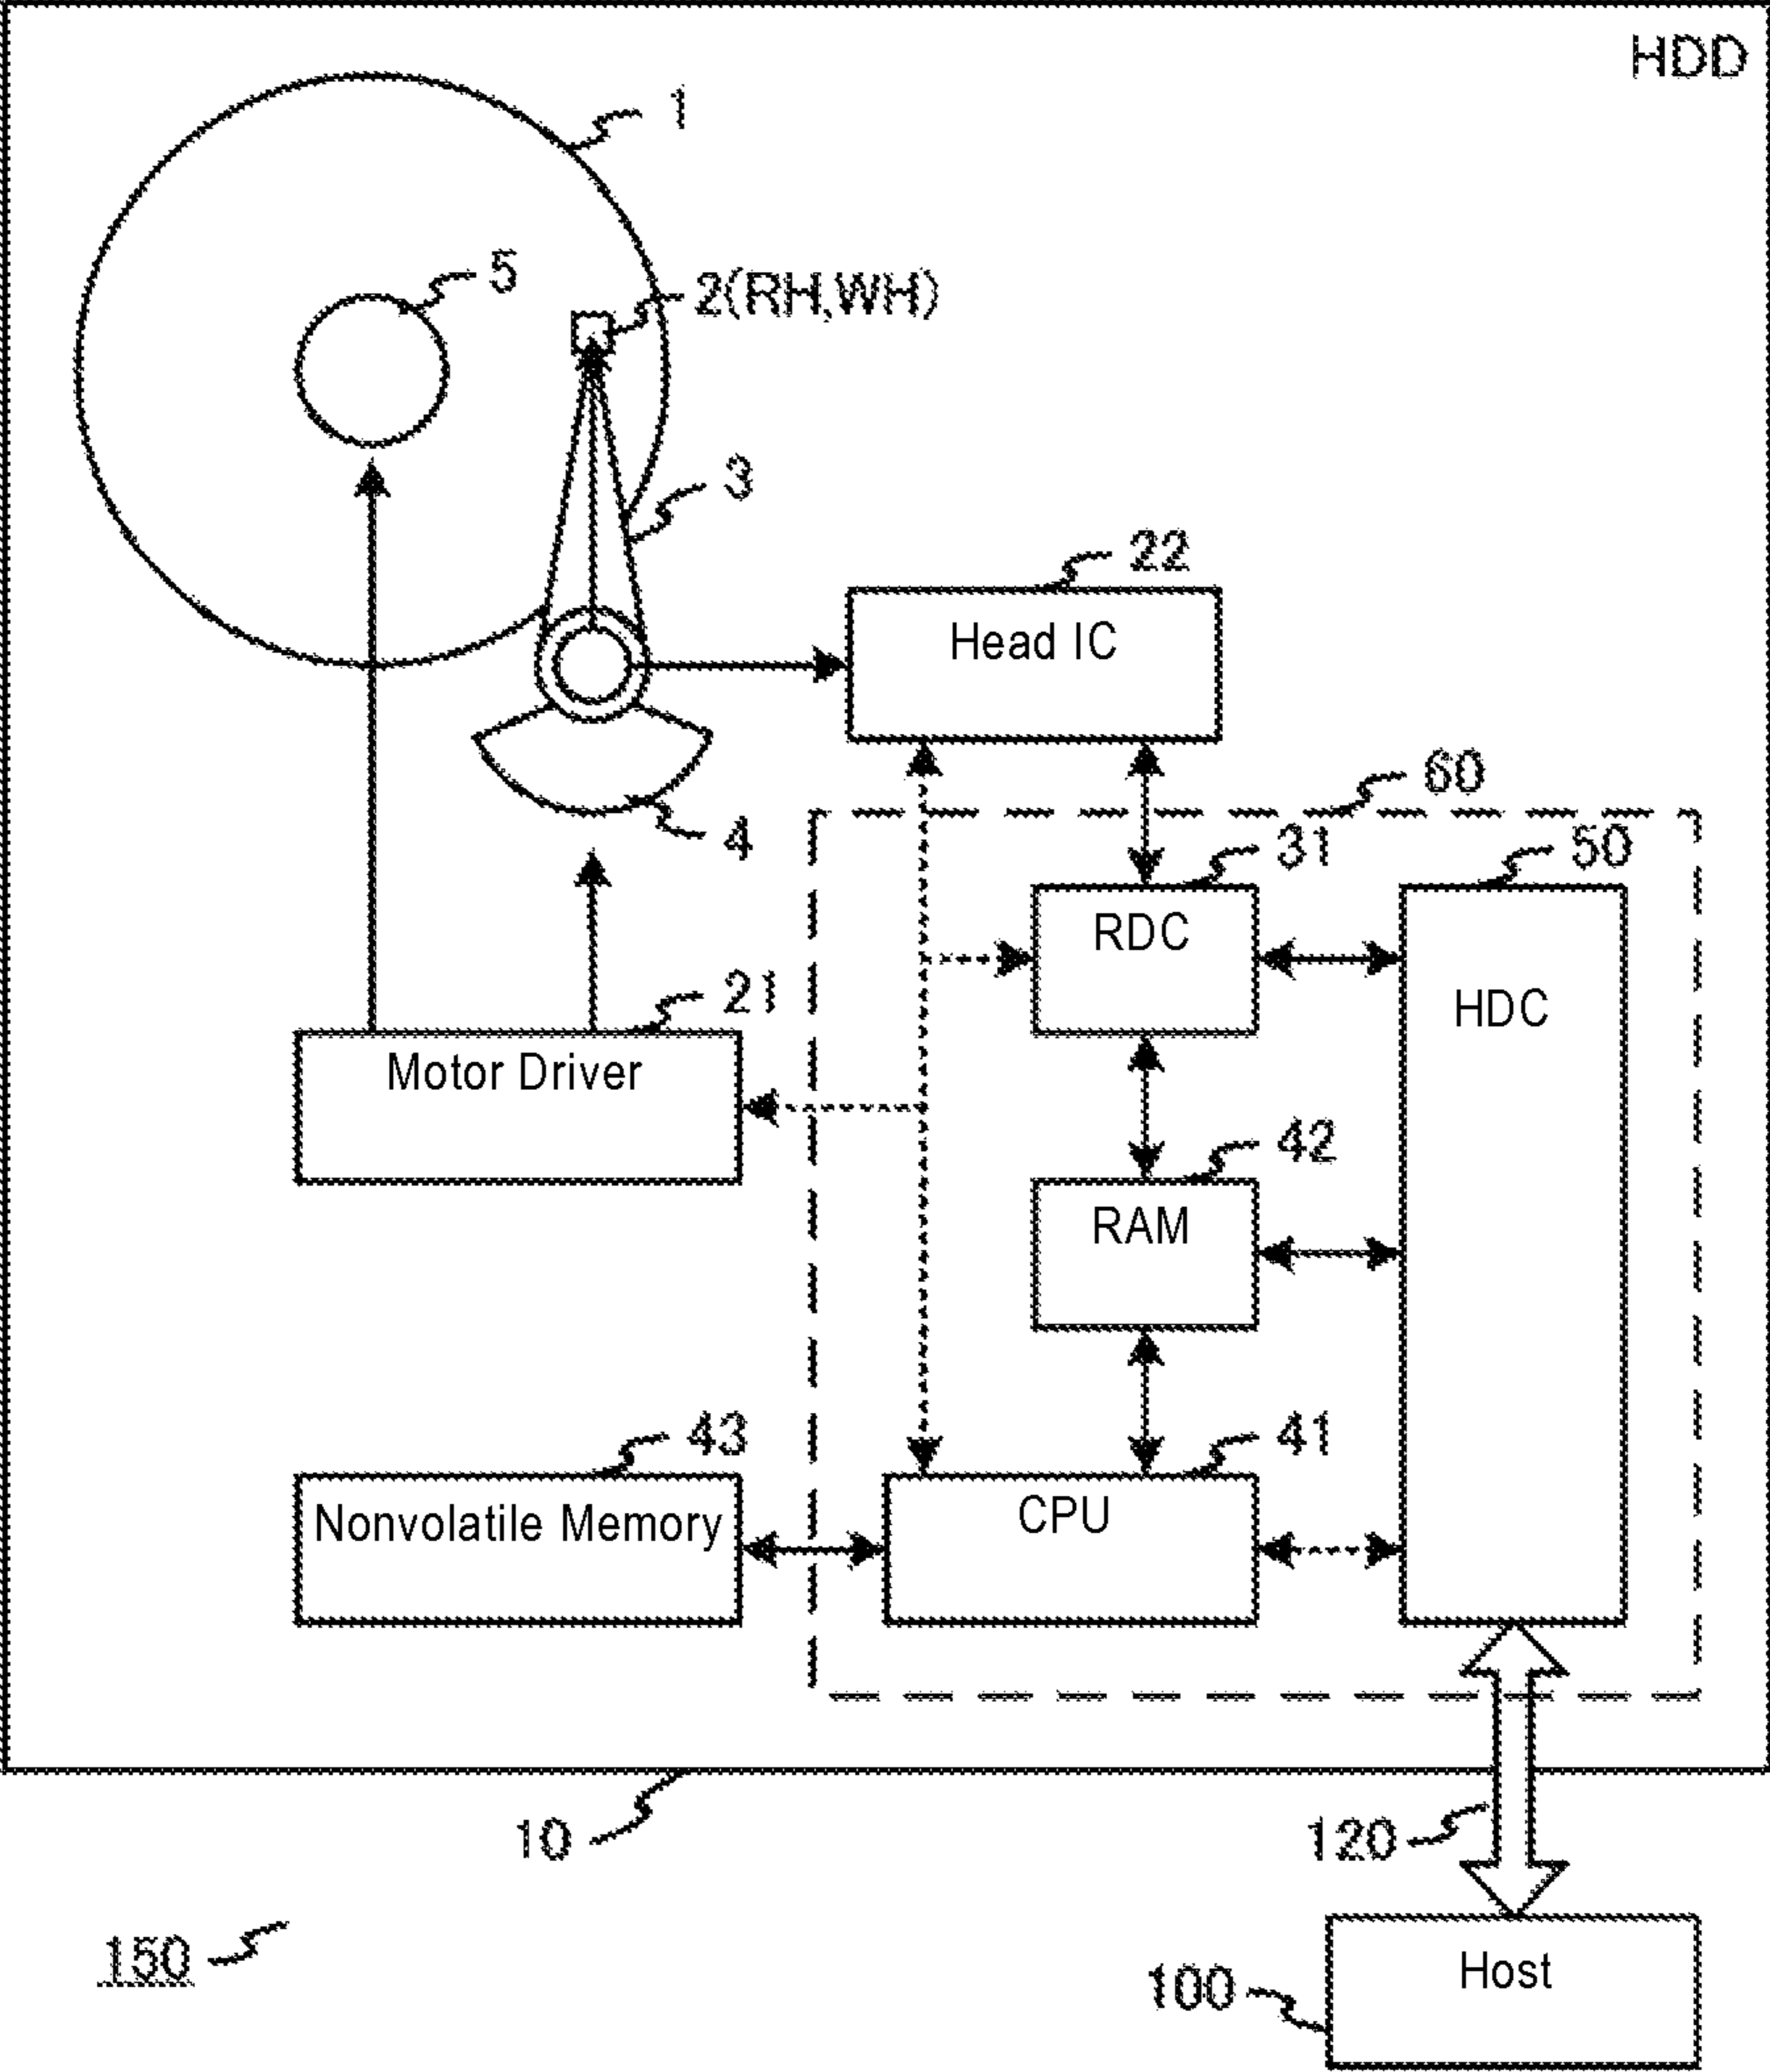 HDD
1
5
2(RH,WH)
3
22
Head IC
60
4
31
50
RDC
21
HDC
Motor Driver
42
RAM
43
41
Nonvolatile Memory
CPU
10
120
150
100
Host